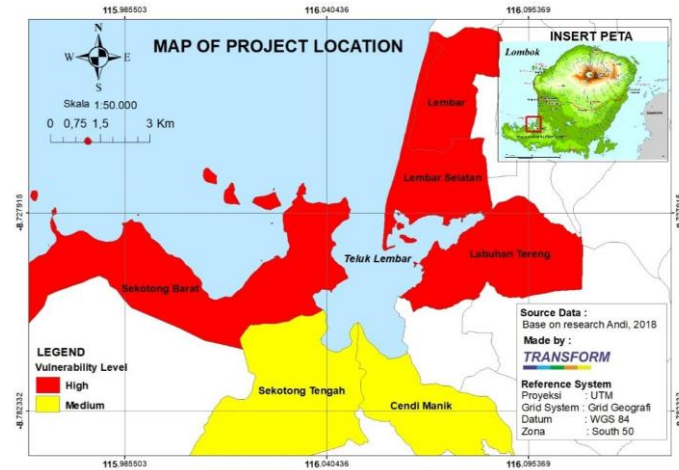 115.985503 116.040436 116.095369
MAP OF PROJECT LOCATION
N
W E
S
Skala 1:50.000
0 0,75 1,5 3 Km
INSERT PETA
Lombok
Lembar
Lembar Selatan
-8.727915 -8.727915
Teluk Lembar
Labuhan Tereng
Sekotong Barat
Source Data :
Base on research Andi, 2018
Made by :
TRANSFORM
Reference System
Proyeksi : UTM
Grid System : Grid Geografi
Datum : WGS 84
Zona : South 50
LEGEND
Vulnerability Level
High
Medium
Sekotong Tengah
Cendi Manik
-8.782332 -8.782332
115.985503 116.040436 116.095369